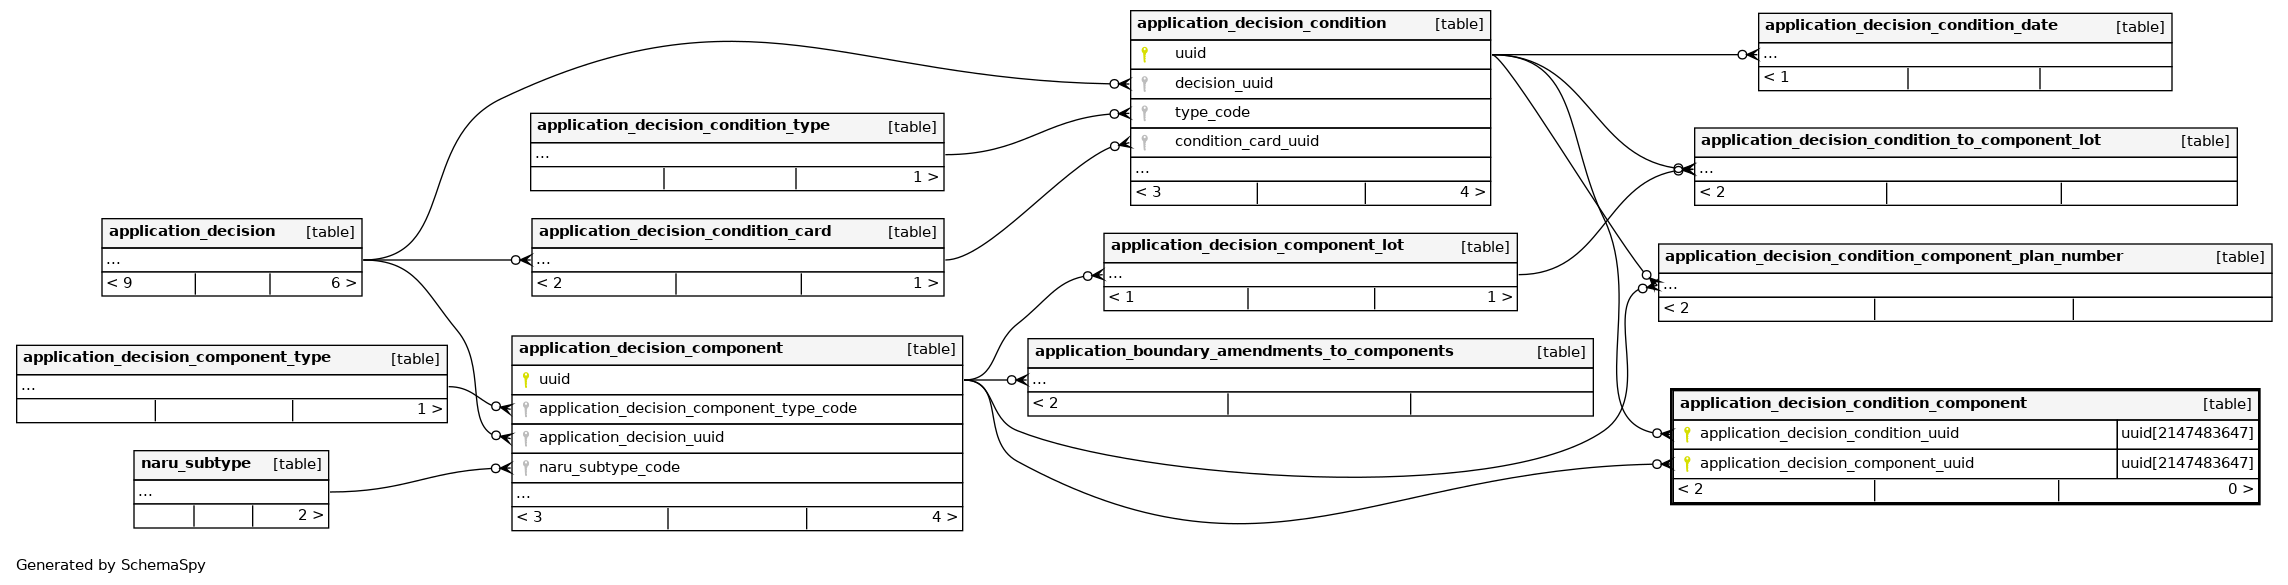 application_decision_condition [table]
uuid
decision_uuid
type_code
condition_card_uuid
...
< 3 4 >
application_decision_condition_date [table]
...
< 1
application_decision_condition_type [table]
...
1 >
application_decision_condition_to_component_lot [table]
...
< 2
application_decision [table]
...
< 9 6 >
application_decision_condition_card [table]
...
< 2 1 >
application_decision_component_lot [table]
...
< 1 1 >
application_decision_condition_component_plan_number [table]
...
< 2
application_decision_component_type [table]
...
1 >
application_decision_component [table]
uuid
application_decision_component_type_code
application_decision_uuid
naru_subtype_code
...
< 3 4 >
application_boundary_amendments_to_components [table]
...
< 2
application_decision_condition_component [table]
application_decision_condition_uuid uuid[2147483647]
application_decision_component_uuid uuid[2147483647]
< 2 0 >
naru_subtype [table]
...
2 >
Generated by SchemaSpy